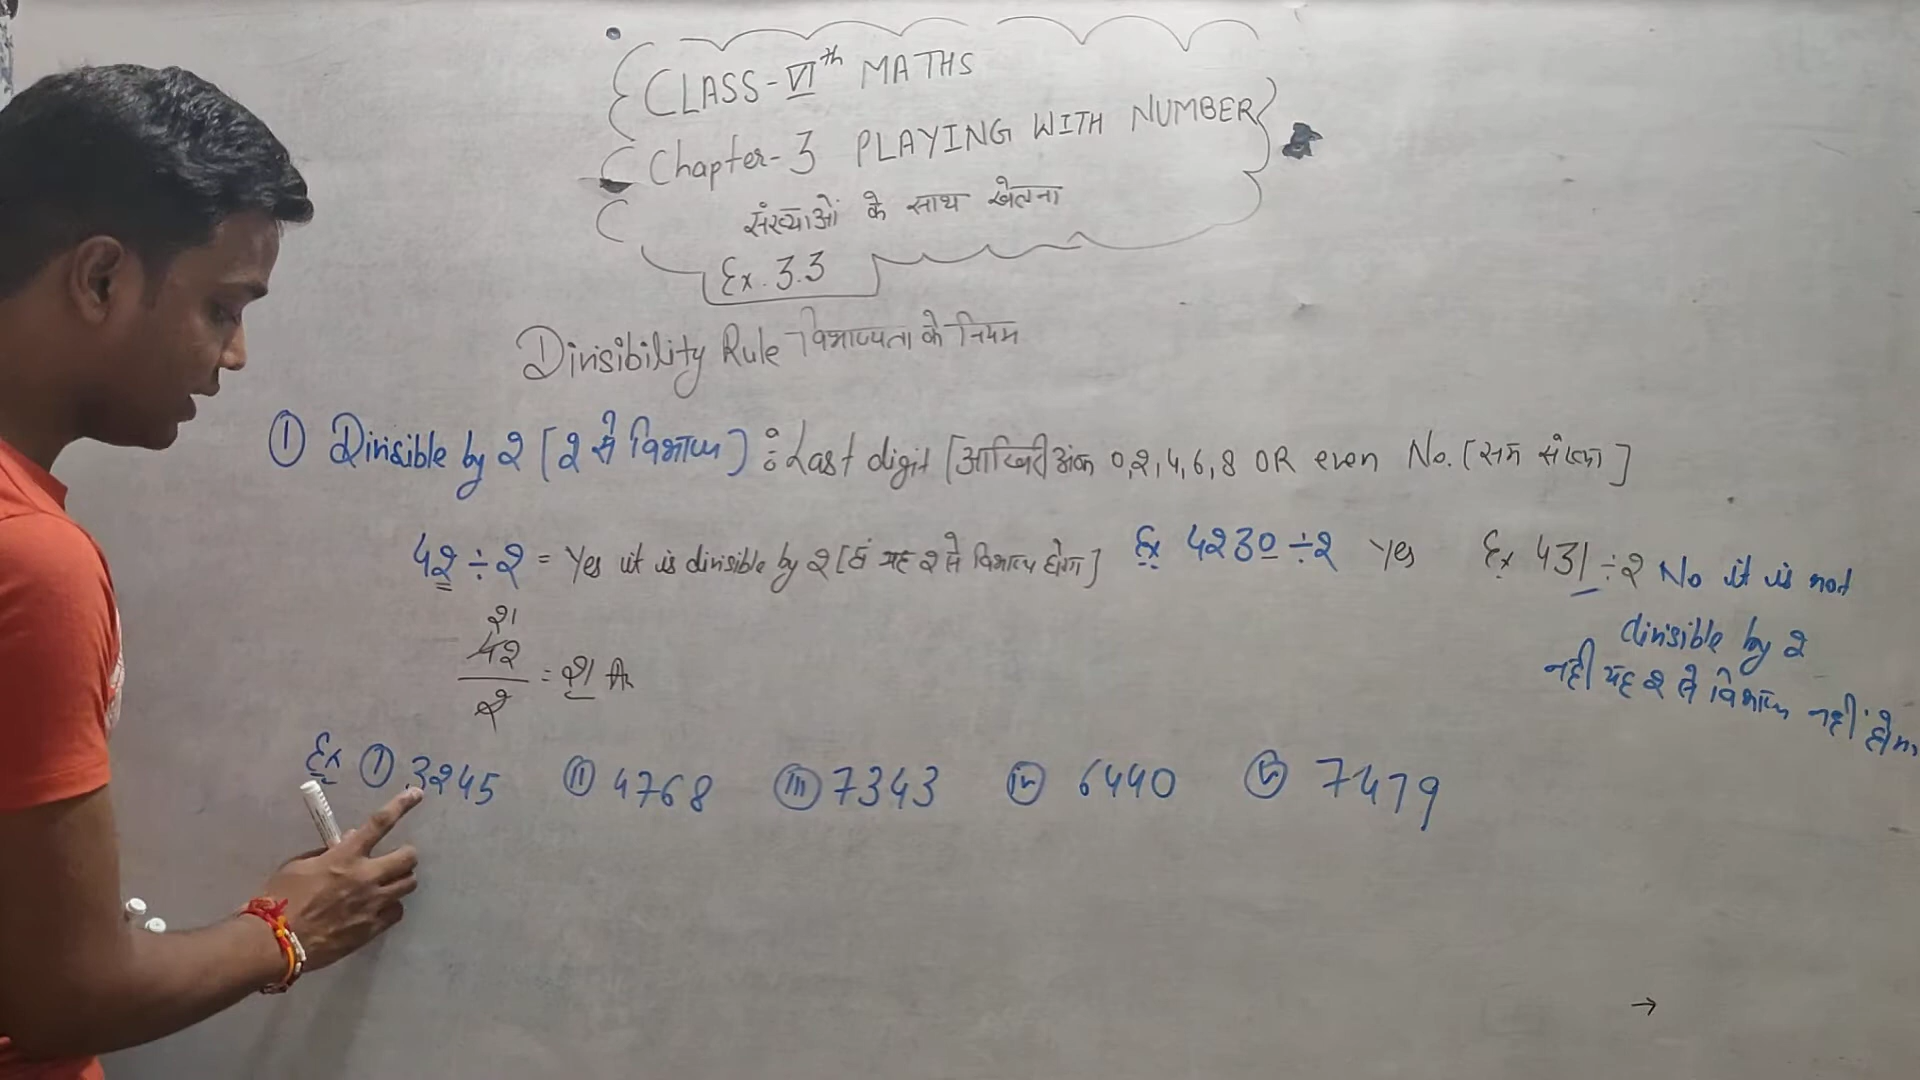 CLASS-VIth MATHS
Chapter-3 PLAYING WITH NUMBER
संख्याओं के साथ खेलना
Ex. 3.3
Divisibility Rule विभाज्यता के नियम
① Divisible by 2 [2 से विभाज्य] : Last digit [आखिरी अंक 0,2,4,6,8 OR even No. [सम संख्या]
42 ÷ 2 = Yes it is divisible by 2 [हां यह 2 से विभाज्य होगा] Ex 4230 ÷ 2 Yes Ex 431 ÷ 2 No it is not
divisible by 2
नहीं यह 2 से विभाज्य नहीं होगा
21
42
2
= 21 A
Ex (i) 3245 (ii) 4768 (iii) 7343 (iv) 6440 (v) 7479
→